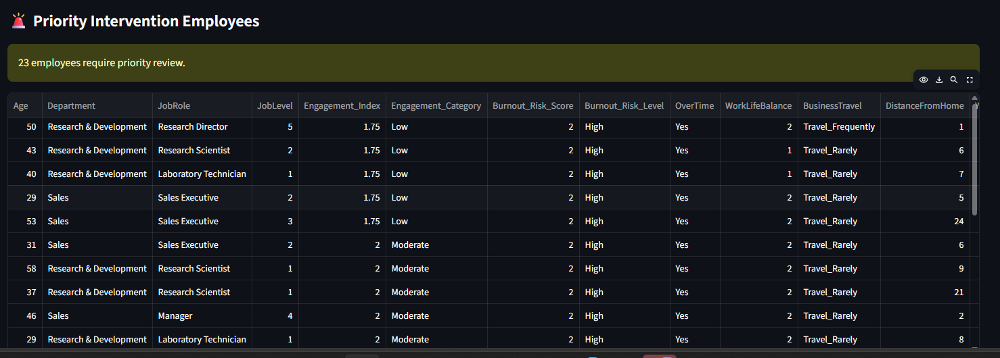 Priority Intervention Employees
23 employees require priority review.
Age Department JobRole JobLevel Engagement_Index Engagement_Category Burnout_Risk_Score Burnout_Risk_Level OverTime WorkLifeBalance BusinessTravel DistanceFromHome Y
50 Research & Development Research Director 5 1.75 Low 2 High Yes 2 Travel_Frequently 1
43 Research & Development Research Scientist 2 1.75 Low 2 High Yes 1 Travel_Rarely 6
40 Research & Development Laboratory Technician 1 1.75 Low 2 High Yes 1 Travel_Rarely 7
29 Sales Sales Executive 2 1.75 Low 2 High Yes 2 Travel_Rarely 5
53 Sales Sales Executive 3 1.75 Low 2 High Yes 2 Travel_Rarely 24
31 Sales Sales Executive 2 2 Moderate 2 High Yes 2 Travel_Rarely 6
58 Research & Development Research Scientist 1 2 Moderate 2 High Yes 2 Travel_Rarely 9
37 Research & Development Research Scientist 1 2 Moderate 2 High Yes 2 Travel_Rarely 21
46 Sales Manager 4 2 Moderate 2 High Yes 2 Travel_Rarely 2
29 Research & Development Laboratory Technician 1 2 Moderate 2 High Yes 2 Travel_Rarely 8